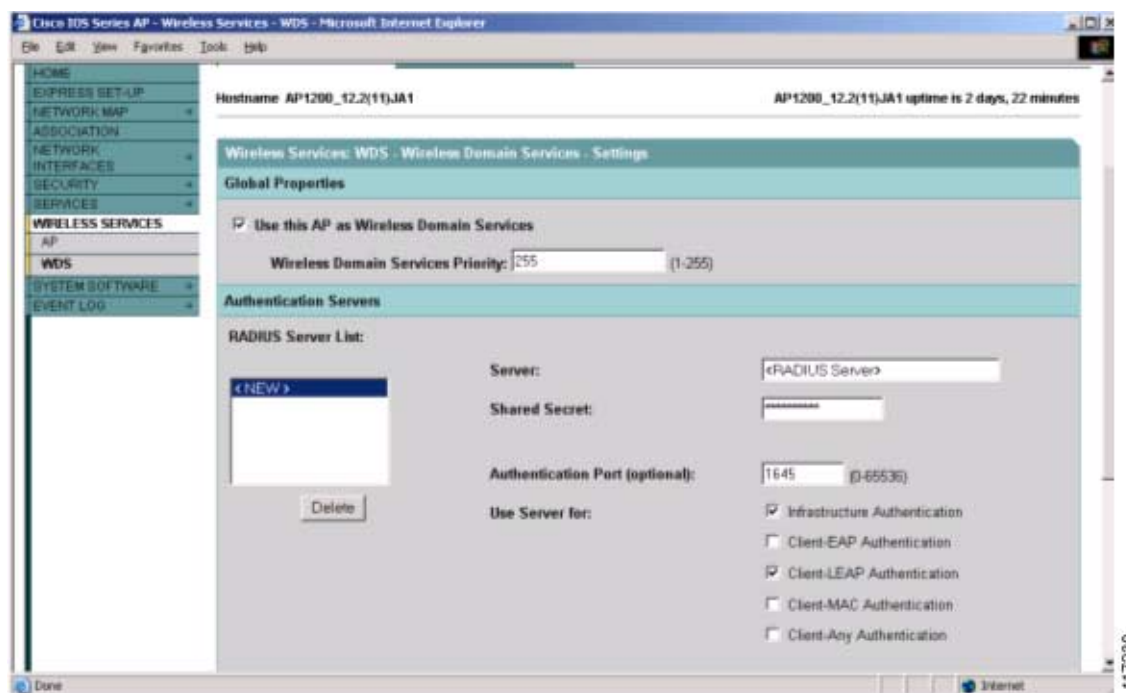 Cisco IOS Series AP - Wireless Services - WDS - Microsoft Internet Explorer
File Edit View Favorites Tools Help
HOME
EXPRESS SET-UP
NETWORK MAP
ASSOCIATION
NETWORK
INTERFACES
SECURITY
SERVICES
WIRELESS SERVICES
AP
WDS
SYSTEM SOFTWARE
EVENT LOG
Hostname AP1200_12.2(11)JA1
AP1200_12.2(11)JA1 uptime is 2 days, 22 minutes
Wireless Services: WDS - Wireless Domain Services - Settings
Global Properties
Use this AP as Wireless Domain Services
Wireless Domain Services Priority: 255 (1-255)
Authentication Servers
RADIUS Server List:
< NEW >
Delete
Server: <RADIUS Server>
Shared Secret: **********
Authentication Port (optional): 1645 (0-65536)
Use Server for:
Infrastructure Authentication
Client-EAP Authentication
Client-LEAP Authentication
Client-MAC Authentication
Client-Any Authentication
Done
Internet